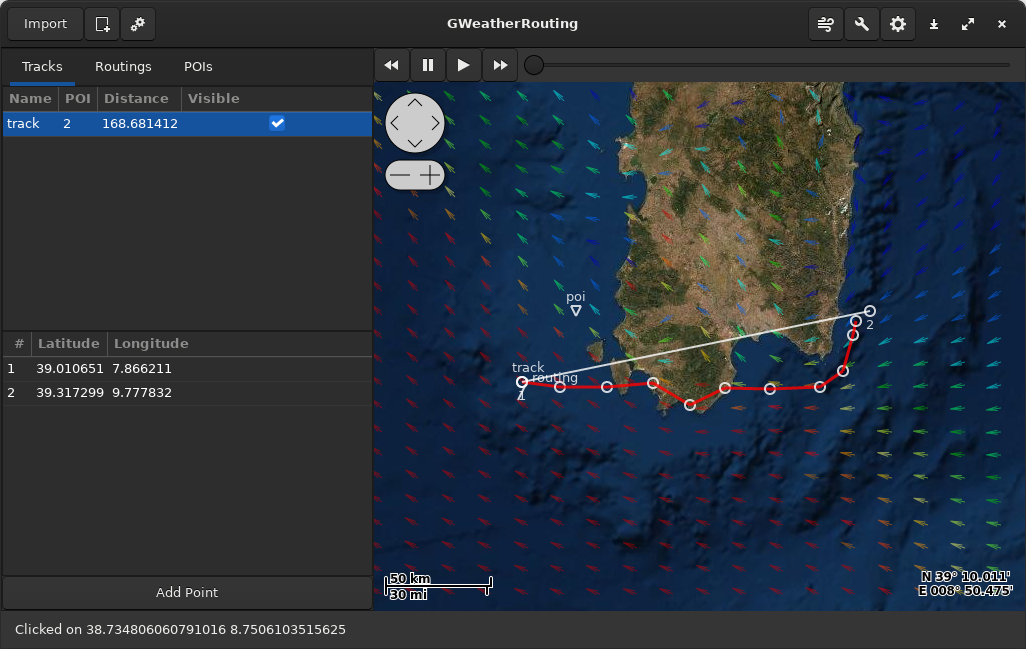 Import
GWeatherRouting
Tracks Routings POIs
Name POI Distance Visible
track 2 168.681412
# Latitude Longitude
1 39.010651 7.866211
2 39.317299 9.777832
Add Point
poi
2
track
routing
1
50 km
30 mi
N 39° 10.011'
E 008° 50.475'
Clicked on 38.734806060791016 8.7506103515625